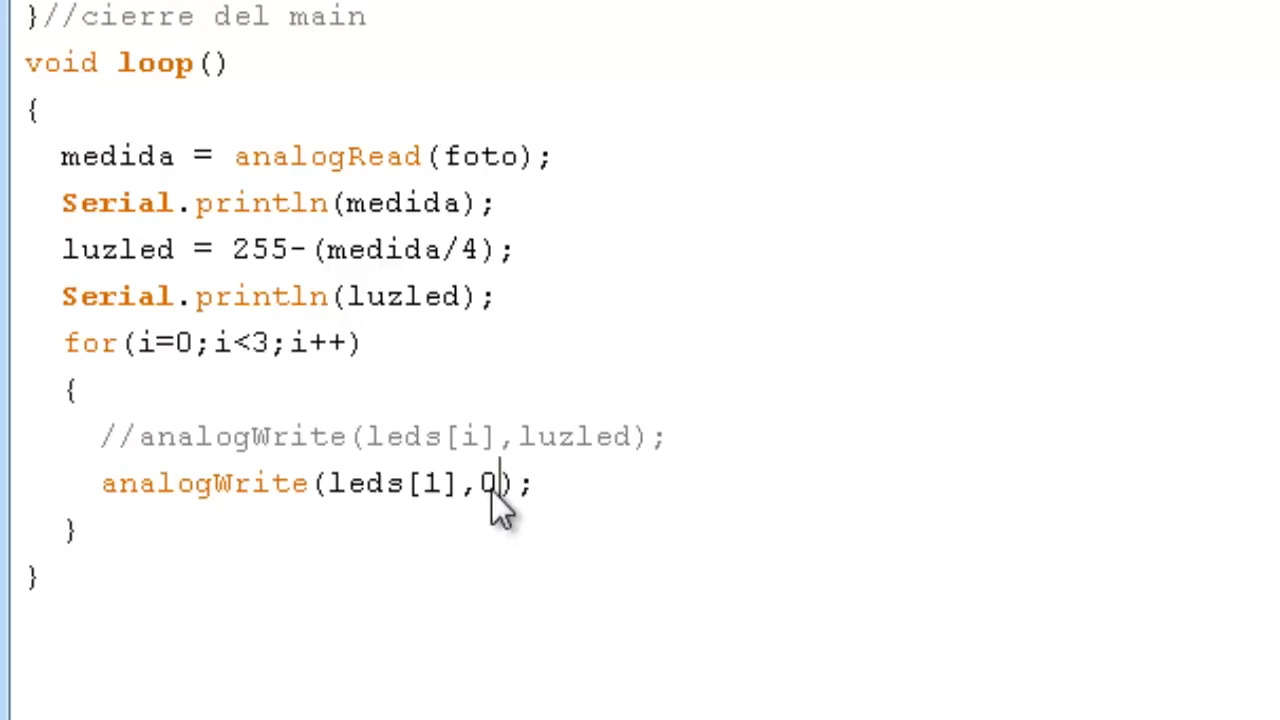 }//cierre del main
void loop()
{
medida = analogRead(foto);
Serial.println(medida);
luzled = 255-(medida/4);
Serial.println(luzled);
for(i=0;i<3;i++)
{
//analogWrite(leds[i],luzled);
analogWrite(leds[1],0);
}
}